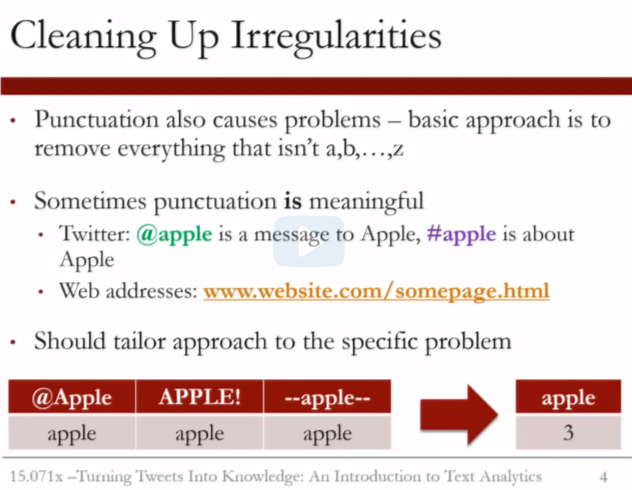 Cleaning Up Irregularities
• Punctuation also causes problems – basic approach is to
remove everything that isn’t a,b,…,z
• Sometimes punctuation is meaningful
• Twitter: @apple is a message to Apple, #apple is about
Apple
• Web addresses: www.website.com/somepage.html
• Should tailor approach to the specific problem
@Apple APPLE! --apple-- apple
apple apple apple 3
15.071x –Turning Tweets Into Knowledge: An Introduction to Text Analytics 4